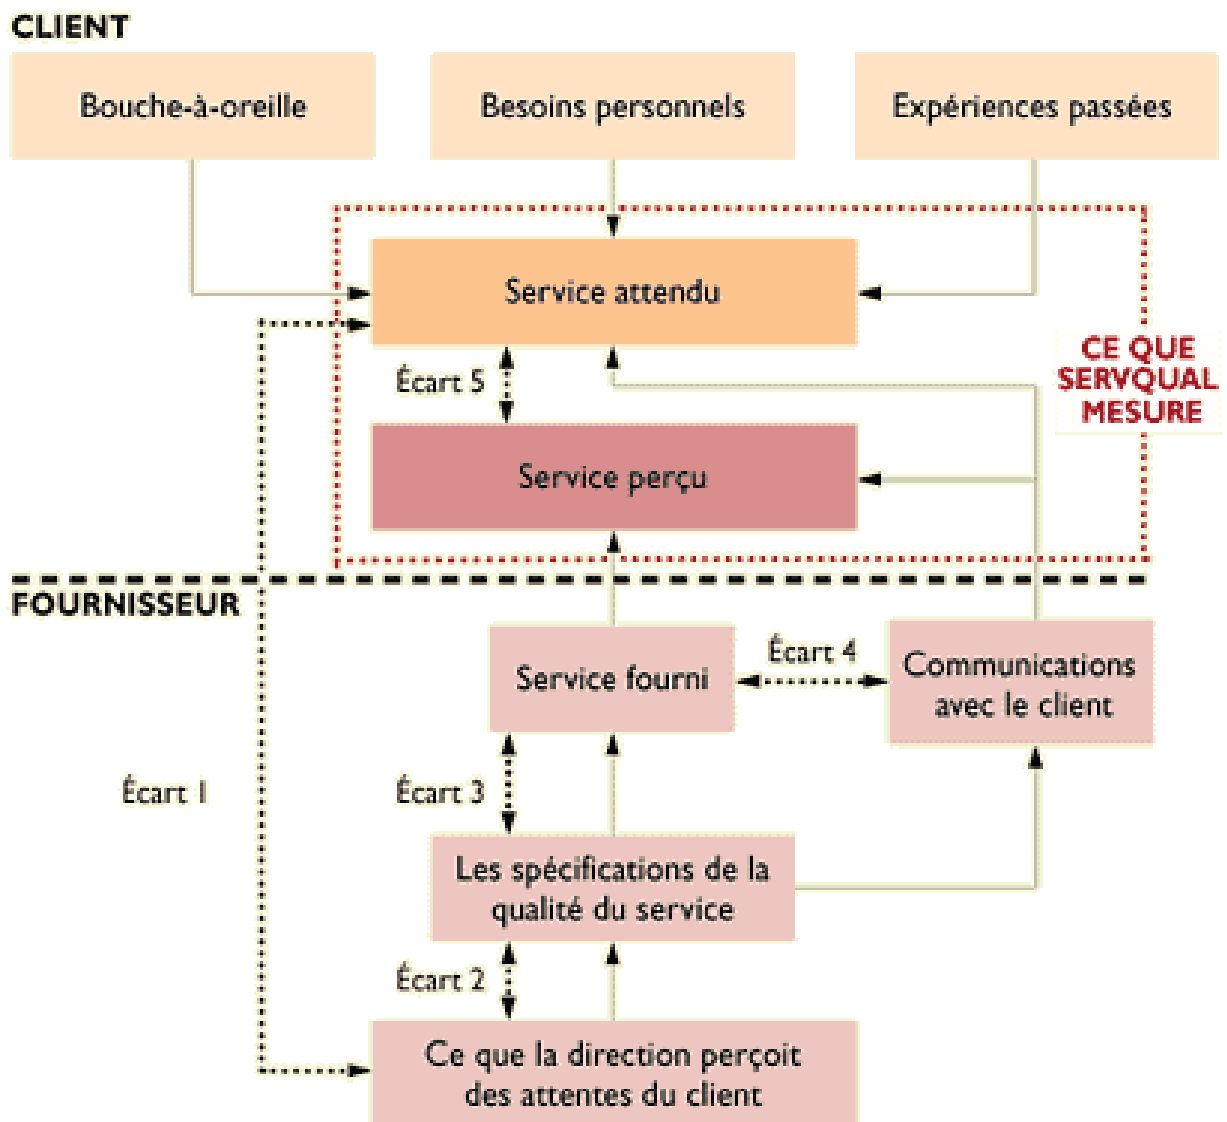 CLIENT
Bouche-à-oreille
Besoins personnels
Expériences passées
Service attendu
CE QUE
SERVQUAL
MESURE
Écart 5
Service perçu
FOURNISSEUR
Service fourni
Écart 4
Communications
avec le client
Écart 1
Écart 3
Les spécifications de la
qualité du service
Écart 2
Ce que la direction perçoit
des attentes du client